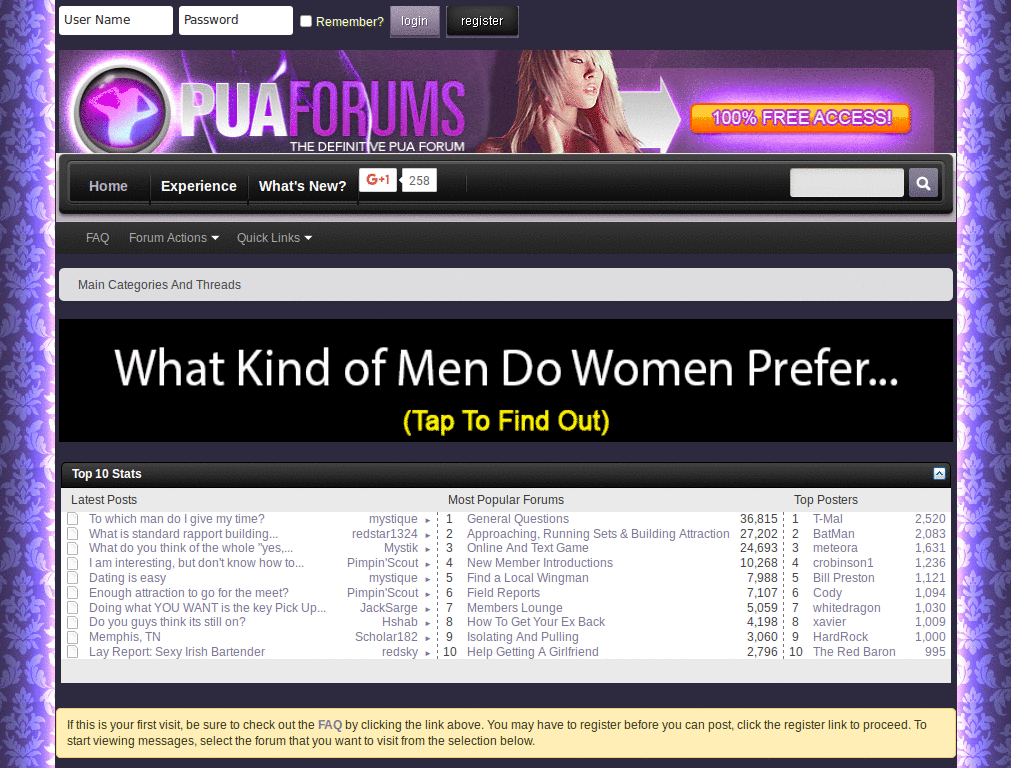 User Name Password Remember? login register
PUAFORUMS
THE DEFINITIVE PUA FORUM
100% FREE ACCESS!
Home Experience What's New? G+1 258
FAQ Forum Actions Quick Links
Main Categories And Threads
What Kind of Men Do Women Prefer...
(Tap To Find Out)
Top 10 Stats
Latest Posts Most Popular Forums Top Posters
To which man do I give my time? mystique 1 General Questions 36,815 1 T-Mal 2,520
What is standard rapport building... redstar1324 2 Approaching, Running Sets & Building Attraction 27,202 2 BatMan 2,083
What do you think of the whole "yes,... Mystik 3 Online And Text Game 24,693 3 meteora 1,631
I am interesting, but don't know how to... Pimpin'Scout 4 New Member Introductions 10,268 4 crobinson1 1,236
Dating is easy mystique 5 Find a Local Wingman 7,988 5 Bill Preston 1,121
Enough attraction to go for the meet? Pimpin'Scout 6 Field Reports 7,107 6 Cody 1,094
Doing what YOU WANT is the key Pick Up... JackSarge 7 Members Lounge 5,059 7 whitedragon 1,030
Do you guys think its still on? Hshab 8 How To Get Your Ex Back 4,198 8 xavier 1,009
Memphis, TN Scholar182 9 Isolating And Pulling 3,060 9 HardRock 1,000
Lay Report: Sexy Irish Bartender redsky 10 Help Getting A Girlfriend 2,796 10 The Red Baron 995
If this is your first visit, be sure to check out the FAQ by clicking the link above. You may have to register before you can post, click the register link to proceed. To
start viewing messages, select the forum that you want to visit from the selection below.